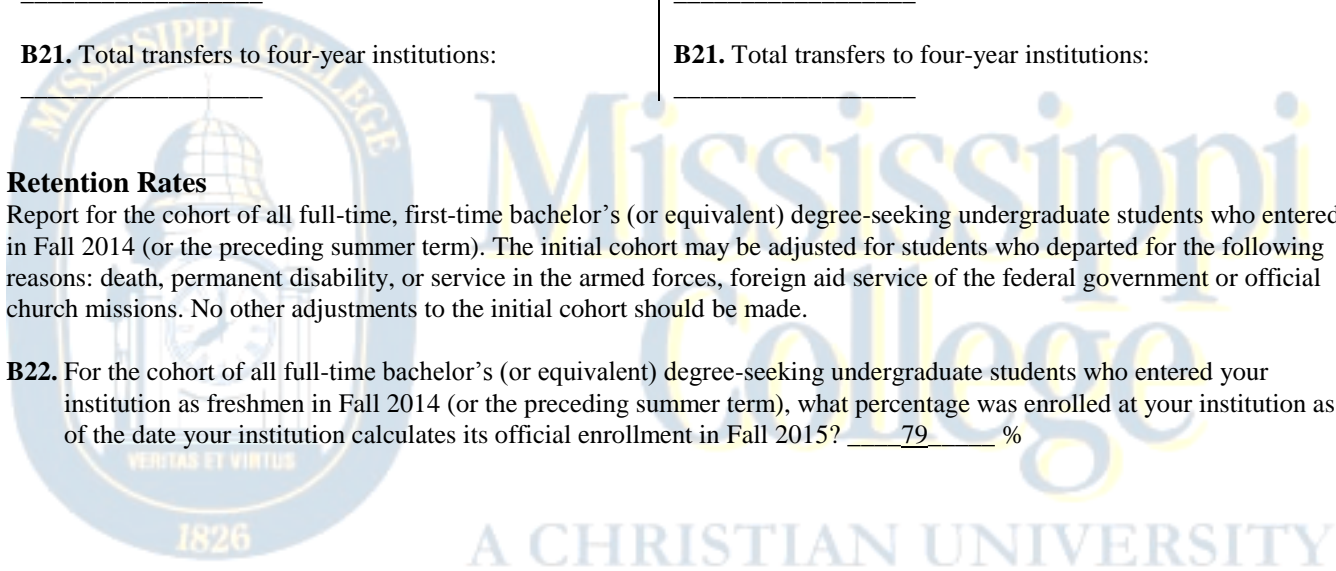 __________________
__________________
B21. Total transfers to four-year institutions:
__________________
B21. Total transfers to four-year institutions:
__________________
Retention Rates
Report for the cohort of all full-time, first-time bachelor’s (or equivalent) degree-seeking undergraduate students who entered
in Fall 2014 (or the preceding summer term). The initial cohort may be adjusted for students who departed for the following
reasons: death, permanent disability, or service in the armed forces, foreign aid service of the federal government or official
church missions. No other adjustments to the initial cohort should be made.
B22. For the cohort of all full-time bachelor’s (or equivalent) degree-seeking undergraduate students who entered your
institution as freshmen in Fall 2014 (or the preceding summer term), what percentage was enrolled at your institution as
of the date your institution calculates its official enrollment in Fall 2015? ____79_____ %
MISSISSIPPI COLLEGE
VERITAS ET VIRTUS
1826
Mississippi
College
A CHRISTIAN UNIVERSITY